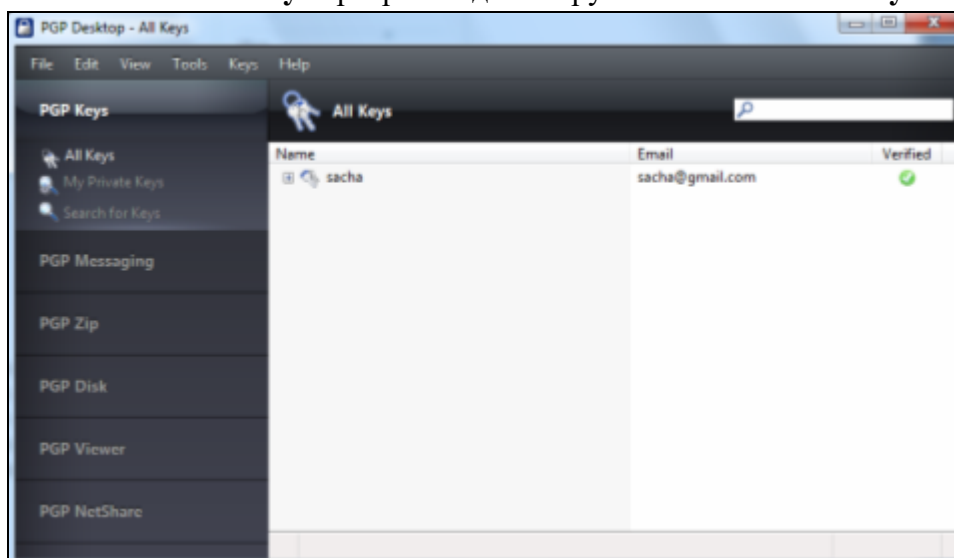 PGP Desktop - All Keys
File Edit View Tools Keys Help
PGP Keys
All Keys
All Keys
My Private Keys
Search for Keys
Name Email Verified
sacha sacha@gmail.com
PGP Messaging
PGP Zip
PGP Disk
PGP Viewer
PGP NetShare